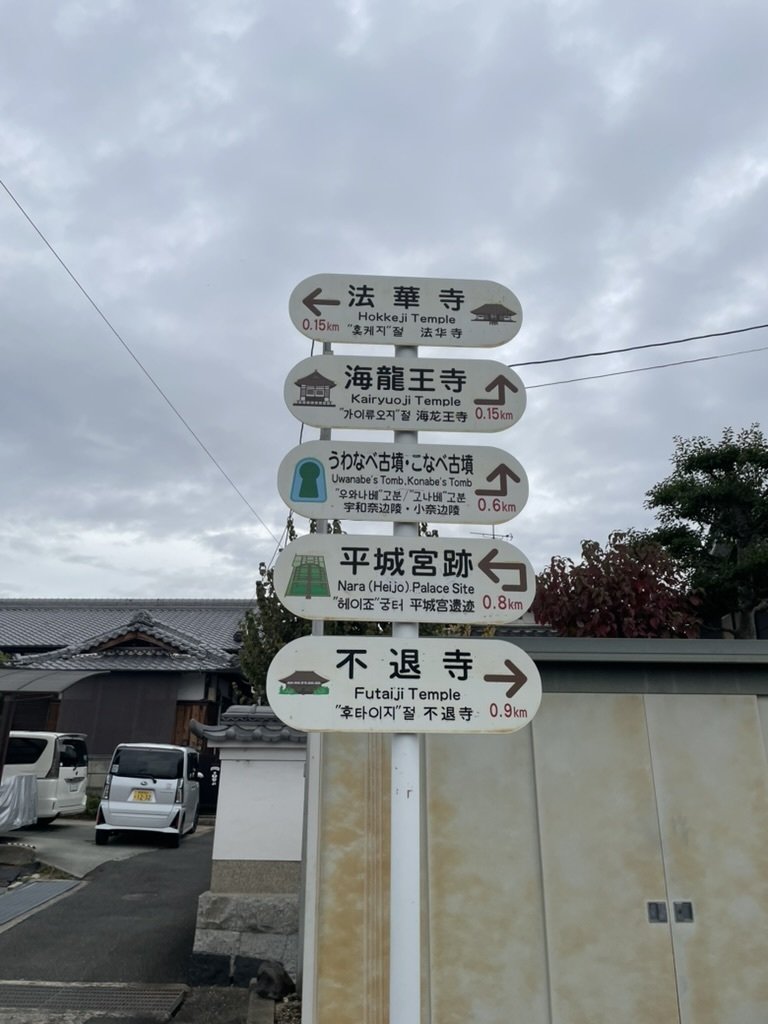 法華寺
Hokkeji Temple
0.15km
"홋케지"절 法华寺
海龍王寺
Kairyuoji Temple
"가이류오지"절 海龙王寺
0.15km
うわなべ古墳・こなべ古墳
Uwanabe's Tomb.Konabe's Tomb
"우와나베"고분/"고나베"고분
宇和奈边陵・小奈边陵
0.6km
平城宮跡
Nara (Heijo) Palace Site
"헤이죠"궁터 平城宫遗迹
0.8km
不退寺
Futaiji Temple
"후타이지"절 不退寺
0.9km
12-32